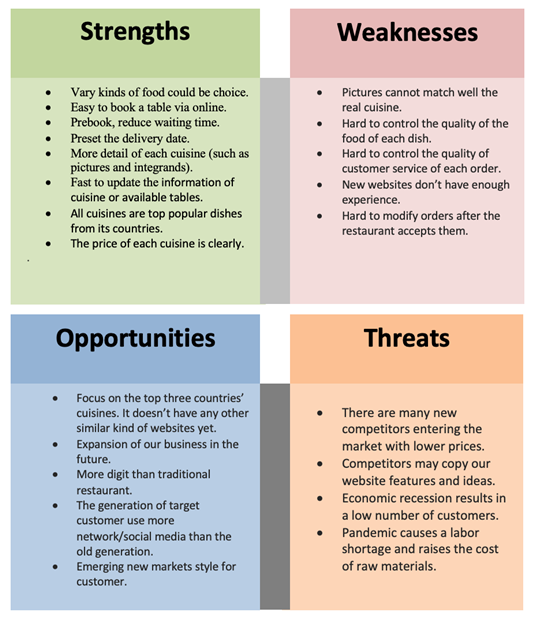 Strengths
• Vary kinds of food could be choice.
• Easy to book a table via online.
• Prebook, reduce waiting time.
• Preset the delivery date.
• More detail of each cuisine (such as
pictures and integrands).
• Fast to update the information of
cuisine or available tables.
• All cuisines are top popular dishes
from its countries.
• The price of each cuisine is clearly.
.
Weaknesses
• Pictures cannot match well the
real cuisine.
• Hard to control the quality of the
food of each dish.
• Hard to control the quality of
customer service of each order.
• New websites don’t have enough
experience.
• Hard to modify orders after the
restaurant accepts them.
Opportunities
• Focus on the top three countries’
cuisines. It doesn’t have any other
similar kind of websites yet.
• Expansion of our business in the
future.
• More digit than traditional
restaurant.
• The generation of target
customer use more
network/social media than the
old generation.
• Emerging new markets style for
customer.
Threats
• There are many new
competitors entering the
market with lower prices.
• Competitors may copy our
website features and ideas.
• Economic recession results in
a low number of customers.
• Pandemic causes a labor
shortage and raises the cost
of raw materials.